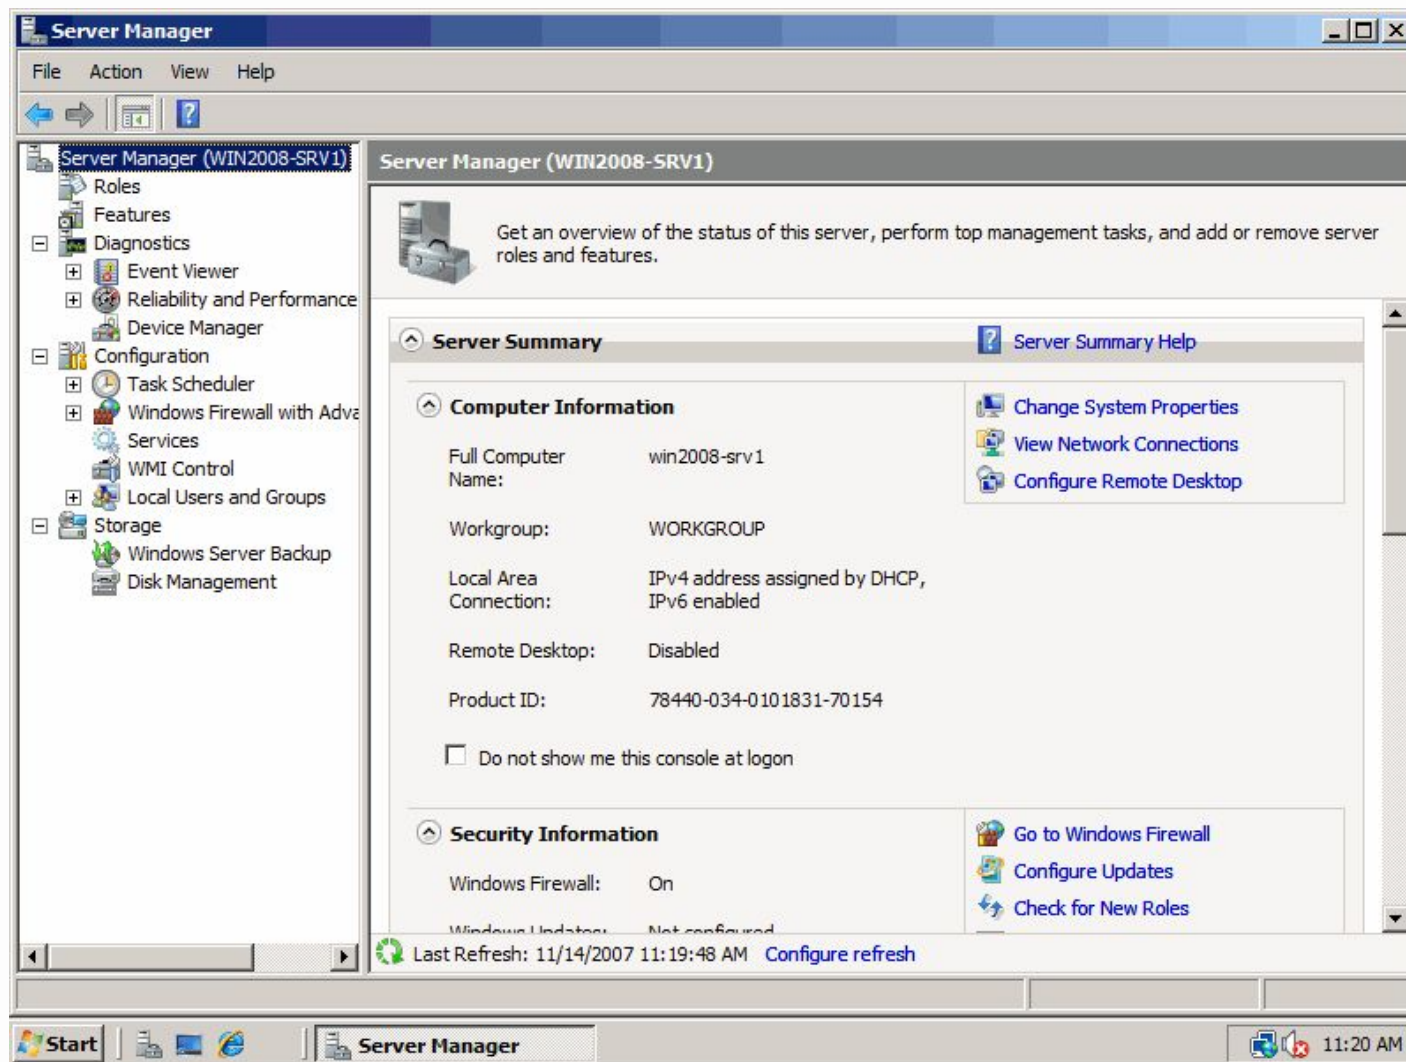 Server Manager
File Action View Help
Server Manager (WIN2008-SRV1)
Roles
Features
Diagnostics
Event Viewer
Reliability and Performance
Device Manager
Configuration
Task Scheduler
Windows Firewall with Adva
Services
WMI Control
Local Users and Groups
Storage
Windows Server Backup
Disk Management
Server Manager (WIN2008-SRV1)
Get an overview of the status of this server, perform top management tasks, and add or remove server
roles and features.
Server Summary
Server Summary Help
Computer Information
Full Computer
Name:
win2008-srv1
Workgroup:
WORKGROUP
Local Area
Connection:
IPv4 address assigned by DHCP,
IPv6 enabled
Remote Desktop:
Disabled
Product ID:
78440-034-0101831-70154
Do not show me this console at logon
Change System Properties
View Network Connections
Configure Remote Desktop
Security Information
Windows Firewall:
On
Windows Updates:
Not configured
Go to Windows Firewall
Configure Updates
Check for New Roles
Last Refresh: 11/14/2007 11:19:48 AM Configure refresh
Start
Server Manager
11:20 AM